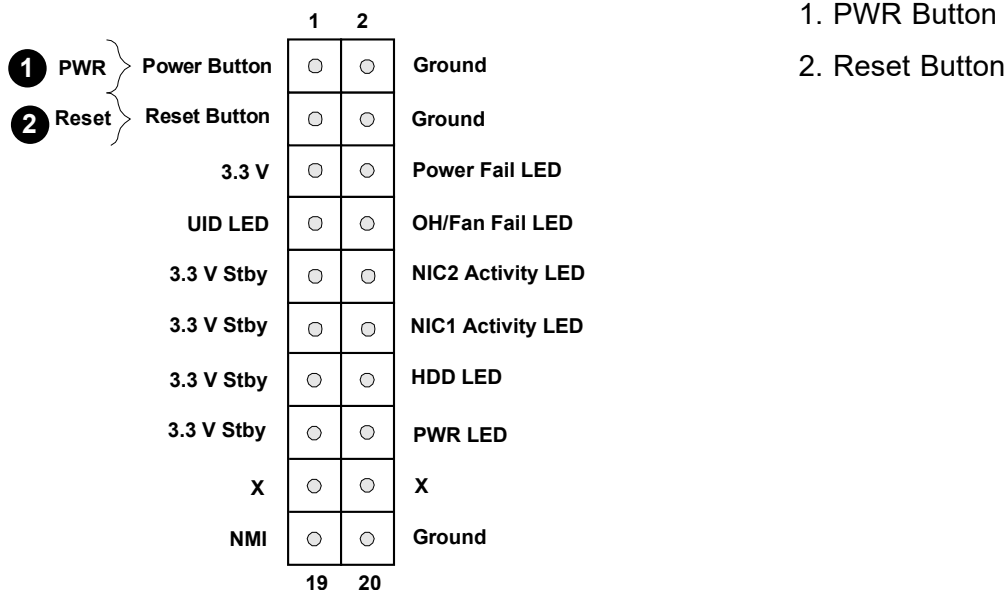 1 2
1 PWR Power Button Ground
2 Reset Reset Button Ground
3.3 V Power Fail LED
UID LED OH/Fan Fail LED
3.3 V Stby NIC2 Activity LED
3.3 V Stby NIC1 Activity LED
3.3 V Stby HDD LED
3.3 V Stby PWR LED
X X
NMI Ground
19 20
1. PWR Button
2. Reset Button